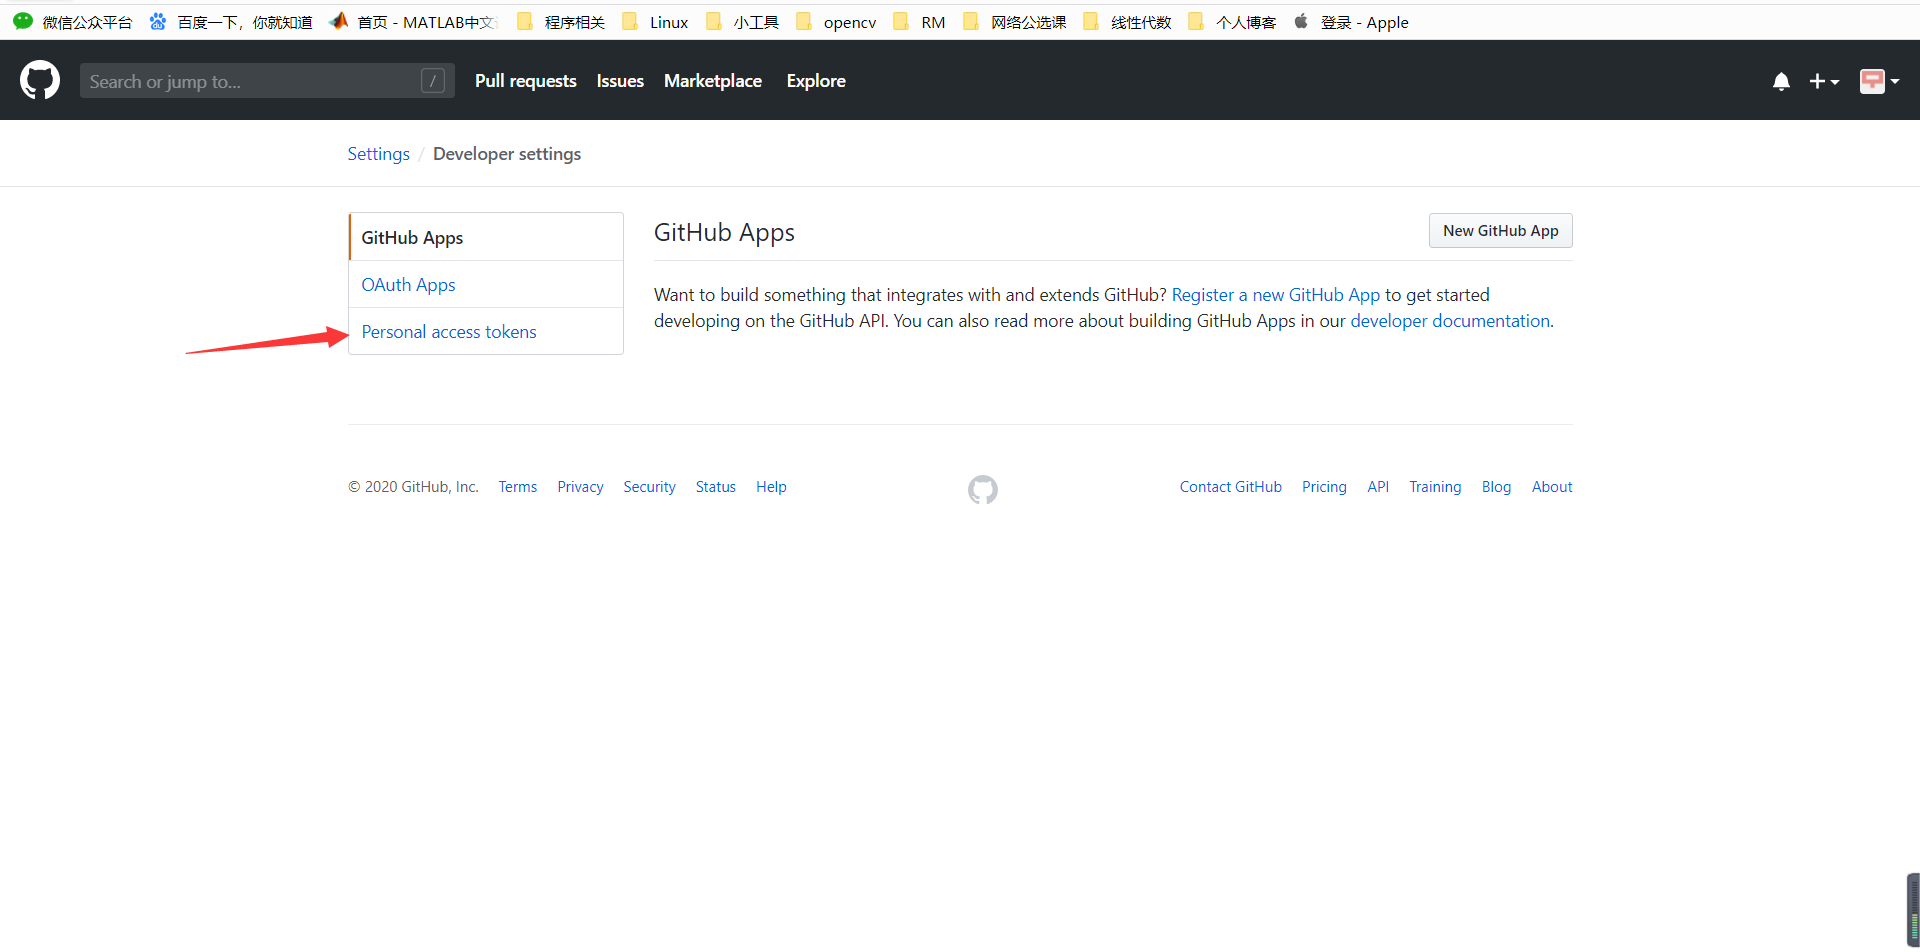 微信公众平台 百度一下，你就知道 首页 - MATLAB中文 程序相关 Linux 小工具 opencv RM 网络公选课 线性代数 个人博客 登录 - Apple
Search or jump to... / Pull requests Issues Marketplace Explore
Settings / Developer settings
GitHub Apps
OAuth Apps
Personal access tokens
GitHub Apps
New GitHub App
Want to build something that integrates with and extends GitHub? Register a new GitHub App to get started
developing on the GitHub API. You can also read more about building GitHub Apps in our developer documentation.
© 2020 GitHub, Inc. Terms Privacy Security Status Help
Contact GitHub Pricing API Training Blog About